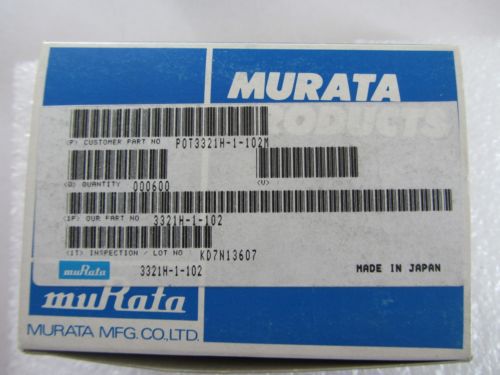 MURATA
PRODUCTS
(P) CUSTOMER PART NO POT3321H-1-102M
(Q) QUANTITY 000600 (V)
(1P) OUR PART NO 3321H-1-102
(1T) INSPECTION / LOT NO KD7N13607
muRata 3321H-1-102 MADE IN JAPAN
muRata
MURATA MFG.CO.,LTD.